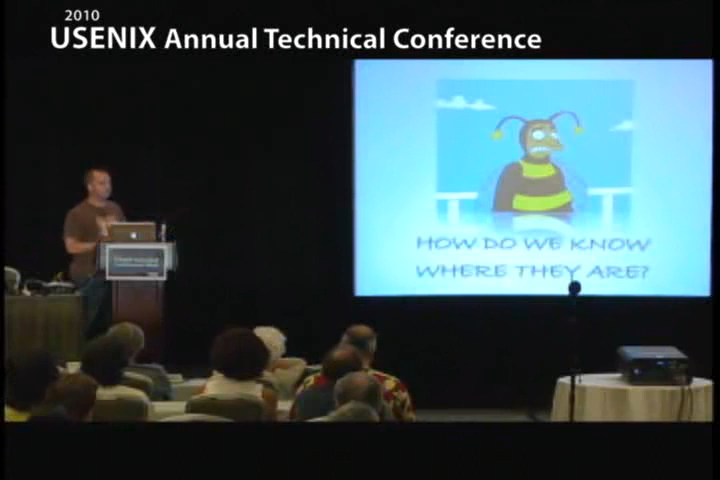 2010
USENIX Annual Technical Conference
HOW DO WE KNOW
WHERE THEY ARE?